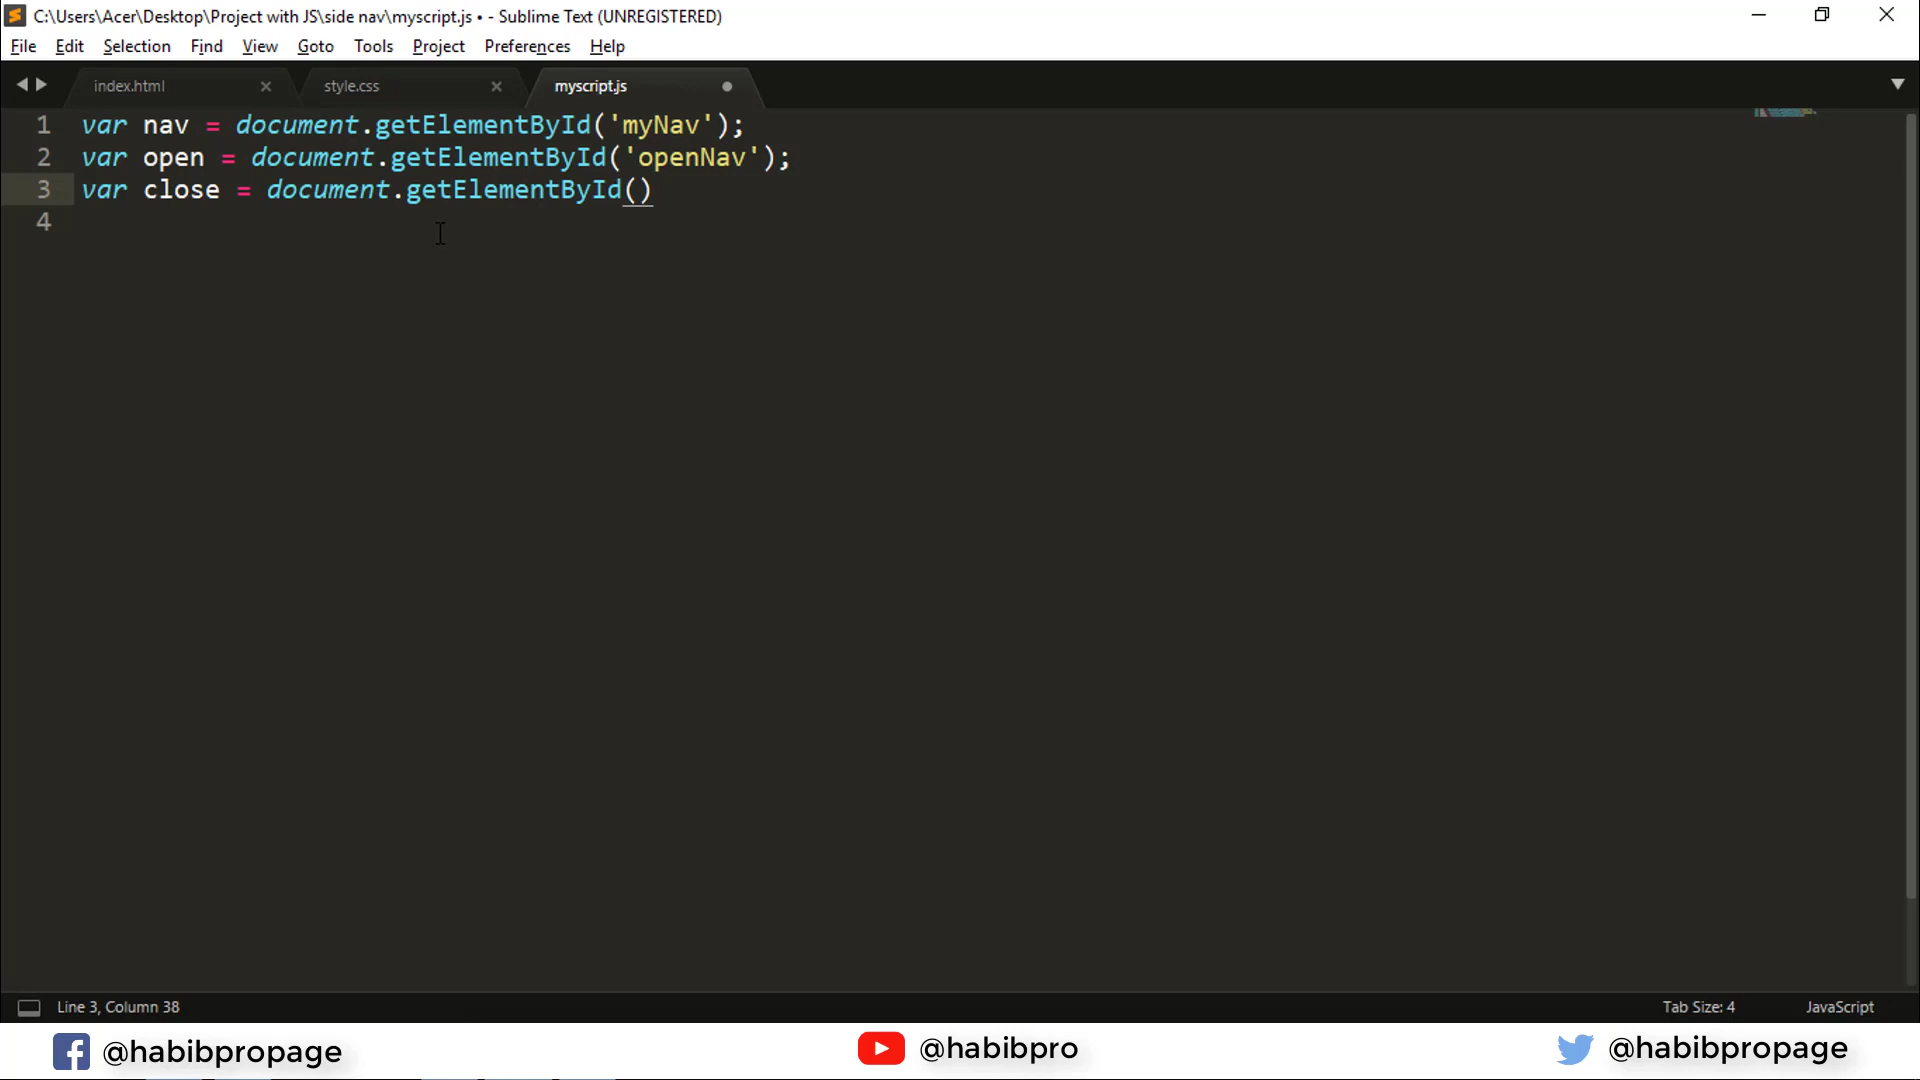 C:\Users\Acer\Desktop\Project with JS\side nav\myscript.js • - Sublime Text (UNREGISTERED)
File Edit Selection Find View Goto Tools Project Preferences Help
index.html style.css myscript.js
1 var nav = document.getElementById('myNav');
2 var open = document.getElementById('openNav');
3 var close = document.getElementById()
4
Line 3, Column 38 Tab Size: 4 JavaScript
@habibpropage @habibpro @habibpropage